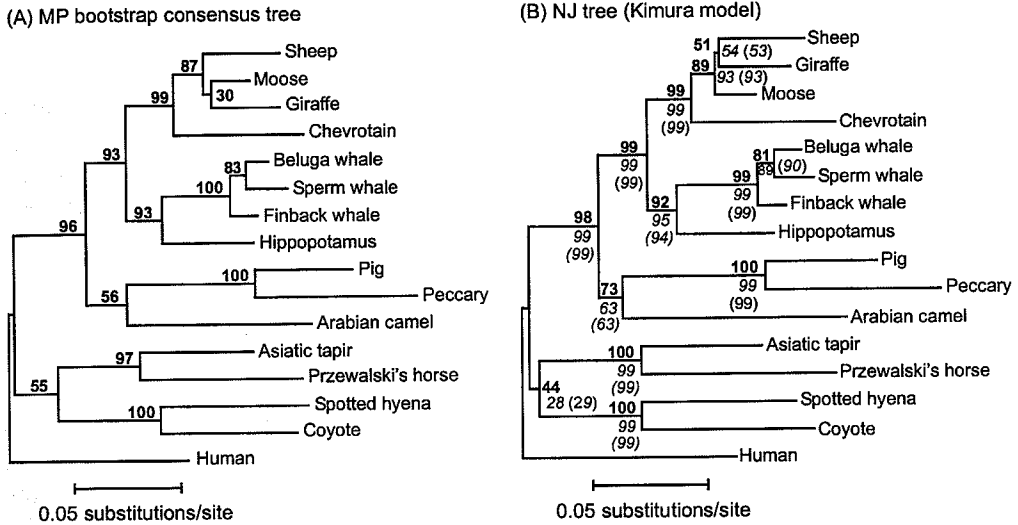 (A) MP bootstrap consensus tree
Sheep
87
Moose
30
Giraffe
99
Chevrotain
93
Beluga whale
83
Sperm whale
100
Finback whale
93
Hippopotamus
96
Pig
100
Peccary
56
Arabian camel
Asiatic tapir
97
Przewalski's horse
55
Spotted hyena
100
Coyote
Human
0.05 substitutions/site
(B) NJ tree (Kimura model)
Sheep
51
54 (53)
Giraffe
89
93 (93)
Moose
99
99
(99)
Chevrotain
Beluga whale
81
89
(90)
Sperm whale
99
99
(99)
99
99
(99)
Finback whale
92
95
(94)
Hippopotamus
98
99
(99)
Pig
100
99
(99)
Peccary
73
63
(63)
Arabian camel
Asiatic tapir
100
99
(99)
Przewalski's horse
44
28 (29)
Spotted hyena
100
99
(99)
Coyote
Human
0.05 substitutions/site